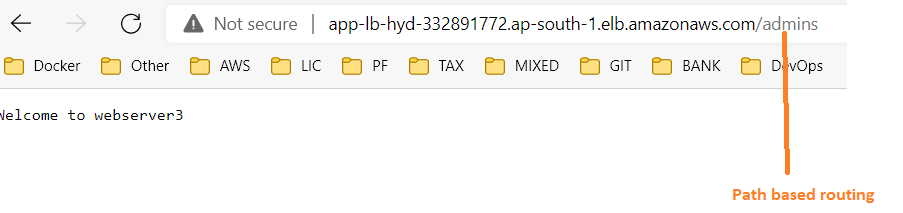 Not secure | app-lb-hyd-332891772.ap-south-1.elb.amazonaws.com/admins
Docker Other AWS LIC PF TAX MIXED GIT BANK DevOps
Welcome to webserver3
Path based routing